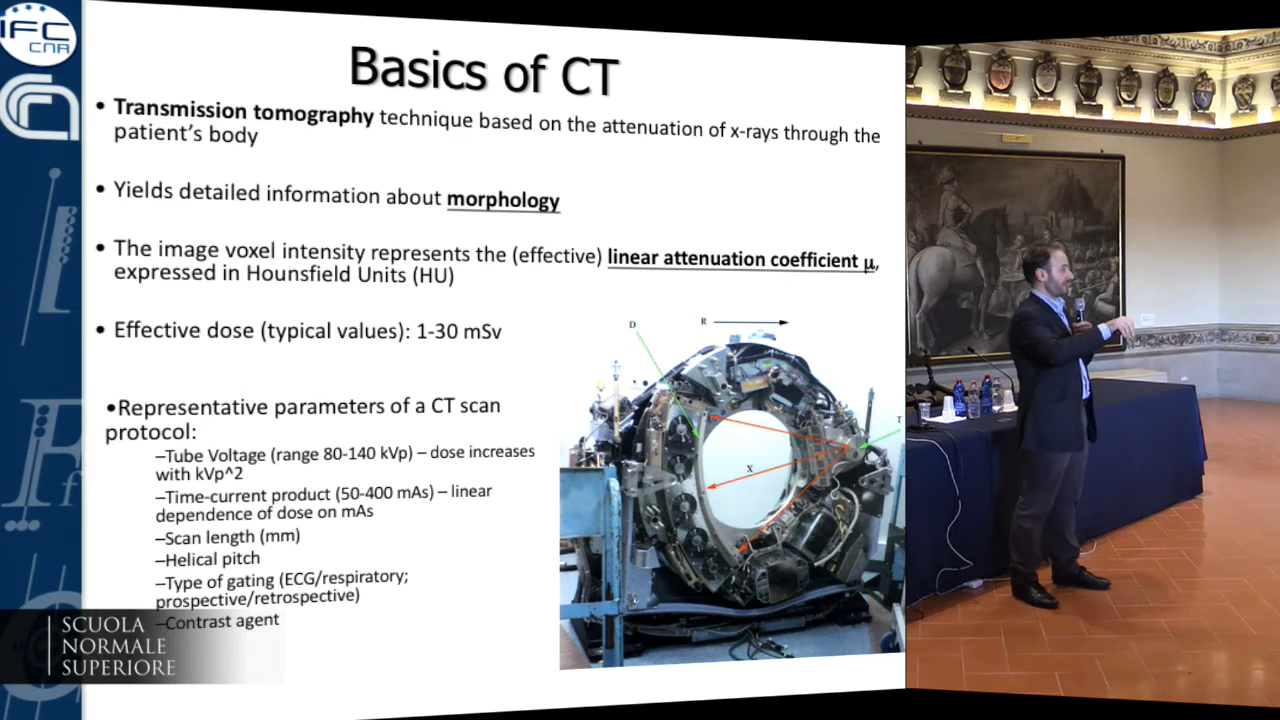 IFC
CNR
Basics of CT
• Transmission tomography technique based on the attenuation of x-rays through the
patient's body
• Yields detailed information about morphology
• The image voxel intensity represents the (effective) linear attenuation coefficient μ,
expressed in Hounsfield Units (HU)
• Effective dose (typical values): 1-30 mSv
•Representative parameters of a CT scan
protocol:
–Tube Voltage (range 80-140 kVp) – dose increases
with kVp^2
–Time-current product (50-400 mAs) – linear
dependence of dose on mAs
–Scan length (mm)
–Helical pitch
–Type of gating (ECG/respiratory;
prospective/retrospective)
–Contrast agent
D
R
T
X
SCUOLA
NORMALE
SUPERIORE